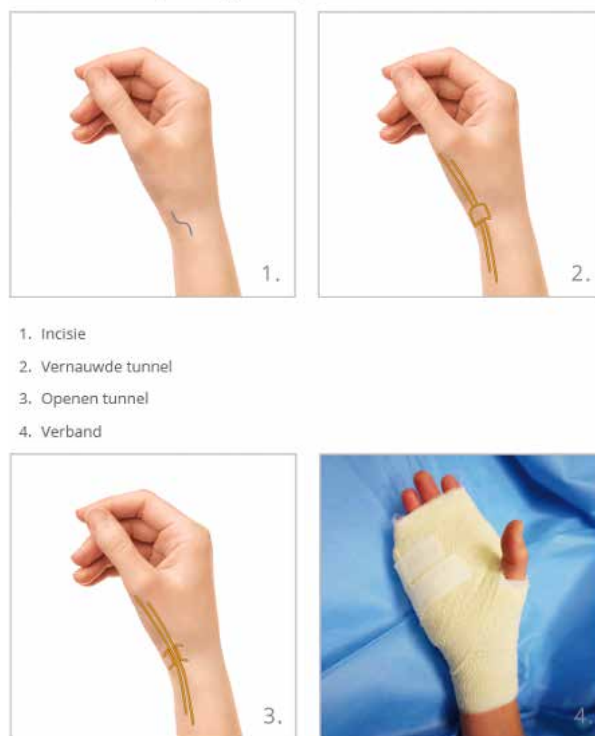 1.
2.
1. Incisie
2. Vernauwde tunnel
3. Openen tunnel
4. Verband
3.
4.